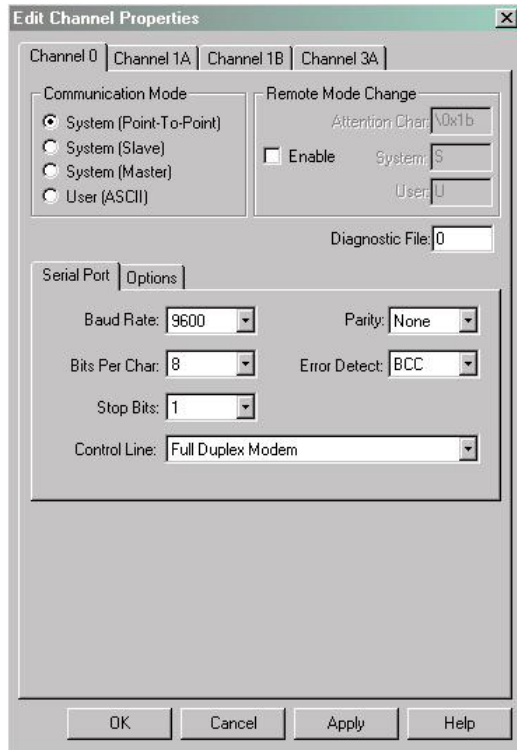 Edit Channel Properties
Channel 0 Channel 1A Channel 1B Channel 3A
Communication Mode
System (Point-To-Point)
System (Slave)
System (Master)
User (ASCII)
Remote Mode Change
Attention Char: \0x1b
Enable
System: S
User: U
Diagnostic File: 0
Serial Port Options
Baud Rate: 9600
Parity: None
Bits Per Char: 8
Error Detect: BCC
Stop Bits: 1
Control Line: Full Duplex Modem
OK Cancel Apply Help